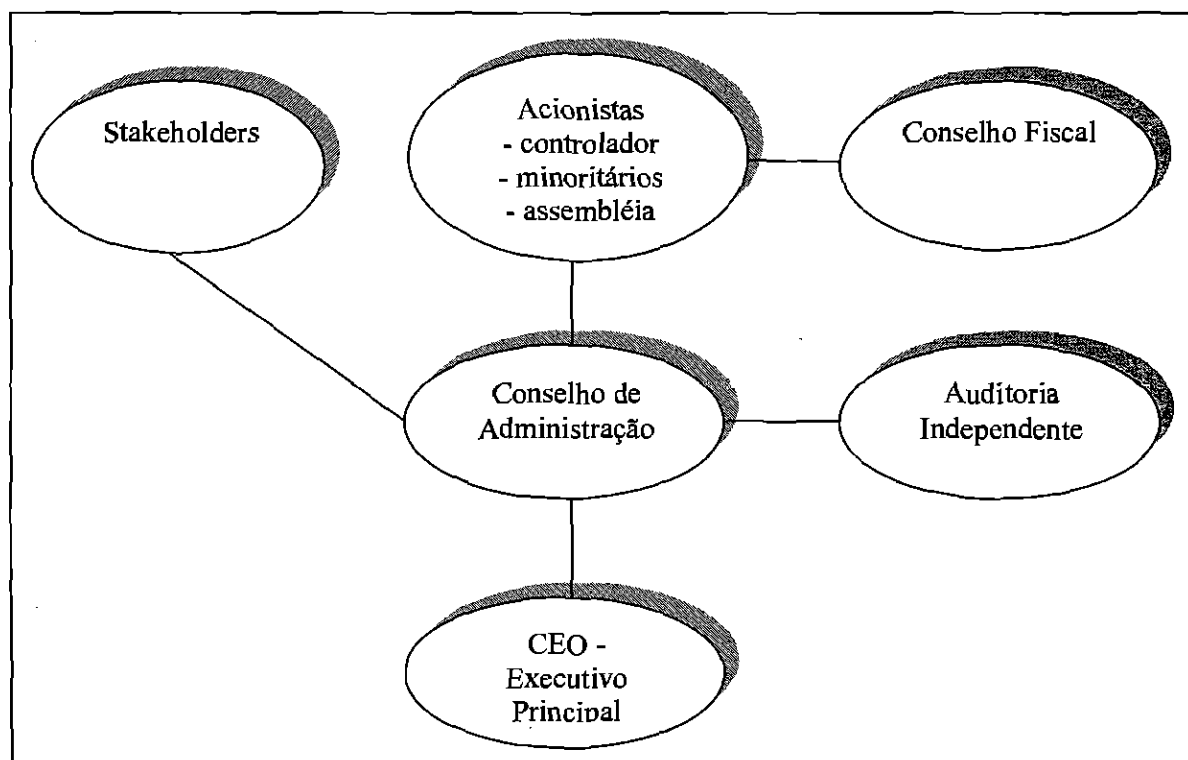 Stakeholders
Acionistas
- controlador
- minoritários
- assembléia
Conselho Fiscal
Conselho de
Administração
Auditoria
Independente
CEO -
Executivo
Principal